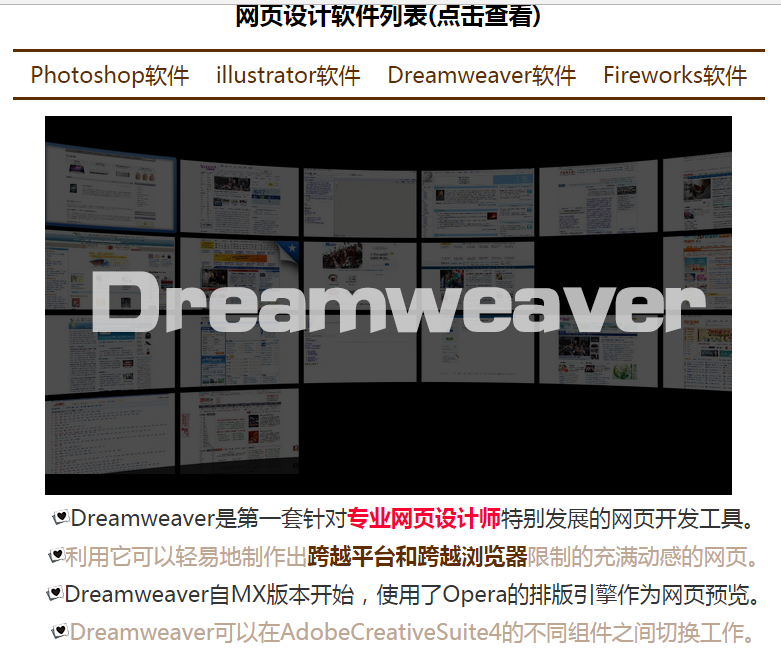 网页设计软件列表(点击查看)
Photoshop软件 illustrator软件 Dreamweaver软件 Fireworks软件
Dreamweaver
Dreamweaver是第一套针对专业网页设计师特别发展的网页开发工具。
利用它可以轻易地制作出跨越平台和跨越浏览器限制的充满动感的网页。
Dreamweaver自MX版本开始，使用了Opera的排版引擎作为网页预览。
Dreamweaver可以在AdobeCreativeSuite4的不同组件之间切换工作。